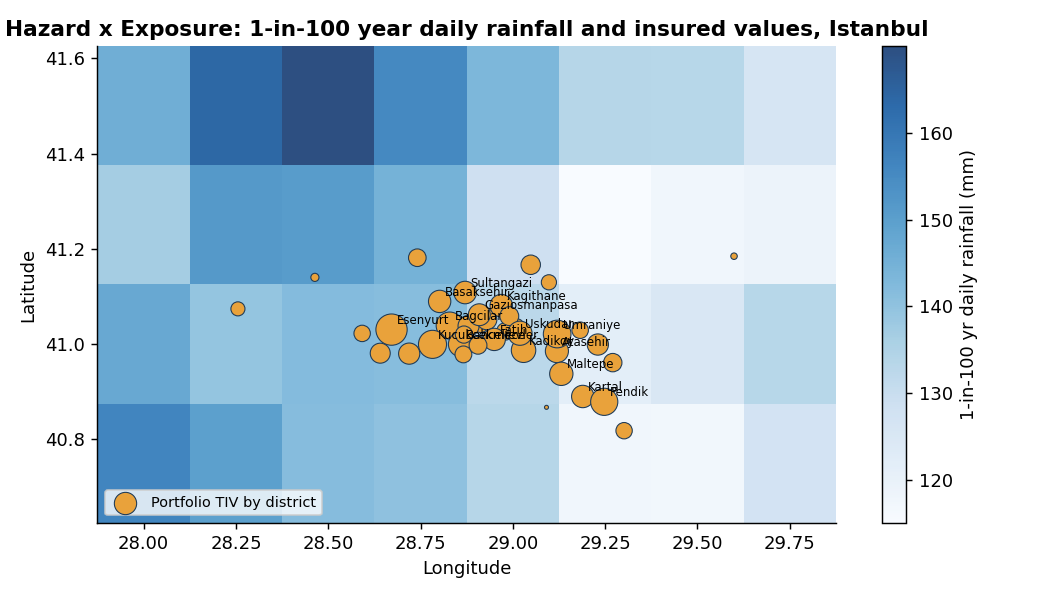 Hazard x Exposure: 1-in-100 year daily rainfall and insured values, Istanbul
41.6
41.4
41.2
41.0
40.8
Latitude
28.00
28.25
28.50
28.75
29.00
29.25
29.50
29.75
Longitude
Sultangazi
Basaksehir
Kagithane
Gaziosmanpasa
Bagcilar
Esenyurt
Uskudar
Umraniye
Fatih
Kadikoy
Atasehir
Maltepe
Kartal
Pendik
Portfolio TIV by district
160
150
140
130
120
1-in-100 yr daily rainfall (mm)